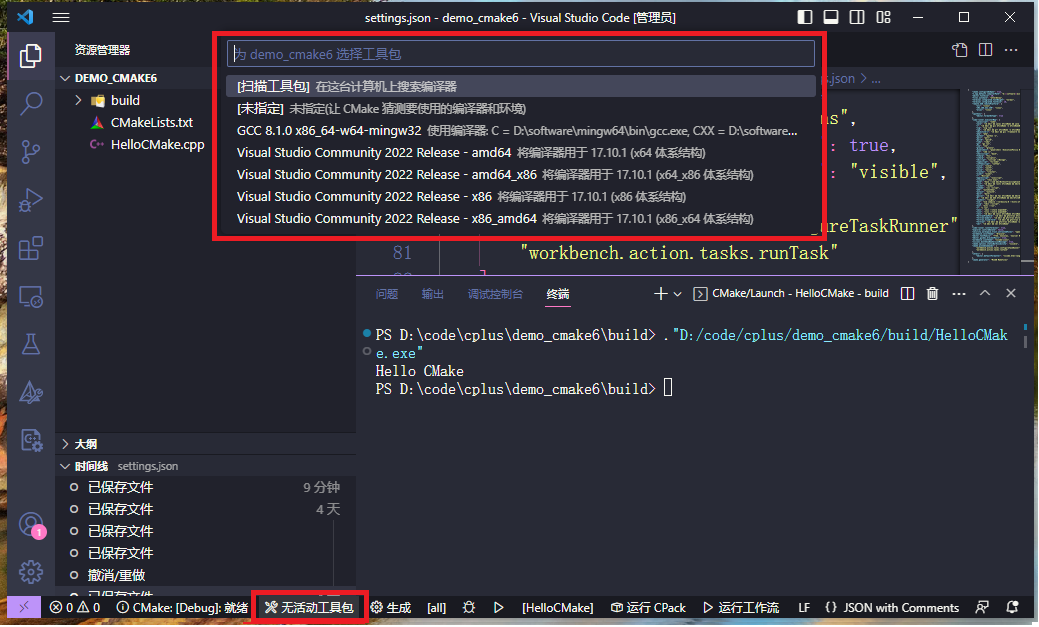 settings.json - demo_cmake6 - Visual Studio Code [管理员]
资源管理器
DEMO_CMAKE6
build
CMakeLists.txt
HelloCMake.cpp
为 demo_cmake6 选择工具包
[扫描工具包] 在这台计算机上搜索编译器
[未指定] 未指定(让 CMake 猜测要使用的编译器和环境)
GCC 8.1.0 x86_64-w64-mingw32 使用编译器: C = D:\software\mingw64\bin\gcc.exe, CXX = D:\software...
Visual Studio Community 2022 Release - amd64 将编译器用于 17.10.1 (x64 体系结构)
Visual Studio Community 2022 Release - amd64_x86 将编译器用于 17.10.1 (x64_x86 体系结构)
Visual Studio Community 2022 Release - x86 将编译器用于 17.10.1 (x86 体系结构)
Visual Studio Community 2022 Release - x86_amd64 将编译器用于 17.10.1 (x86_x64 体系结构)
s.json > ...
s",
: true,
: "visible",
ureTaskRunner"
81 "workbench.action.tasks.runTask"
问题 输出 调试控制台 终端 CMake/Launch - HelloCMake - build
PS D:\code\cplus\demo_cmake6\build> . "D:/code/cplus/demo_cmake6/build/HelloCMak
e.exe"
Hello CMake
PS D:\code\cplus\demo_cmake6\build>
大纲
时间线 settings.json
已保存文件 9 分钟
已保存文件 4 天
已保存文件
已保存文件
撤消/重做
1
0 0 CMake: [Debug]: 就绪 无活动工具包 生成 [all] [HelloCMake] 运行 CPack 运行工作流 LF {} JSON with Comments